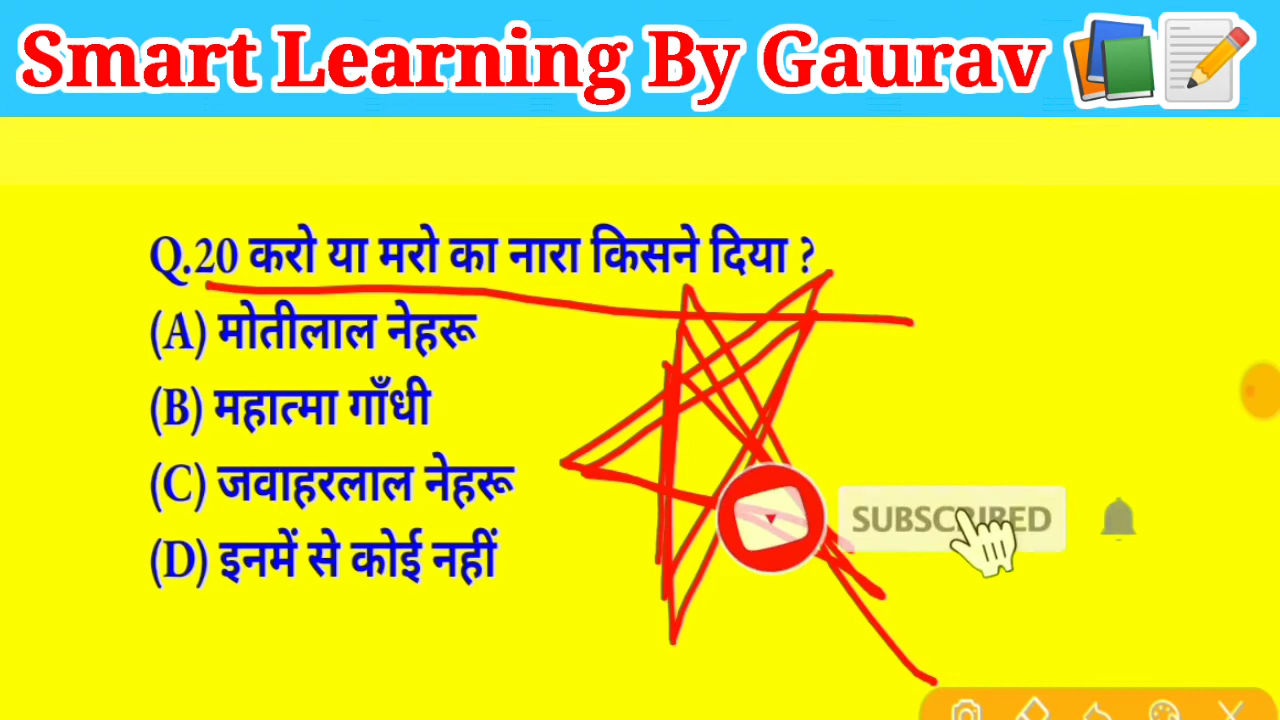 Smart Learning By Gaurav
Q.20 करो या मरो का नारा किसने दिया ?
(A) मोतीलाल नेहरू
(B) महात्मा गाँधी
(C) जवाहरलाल नेहरू
(D) इनमें से कोई नहीं
SUBSCRIBED